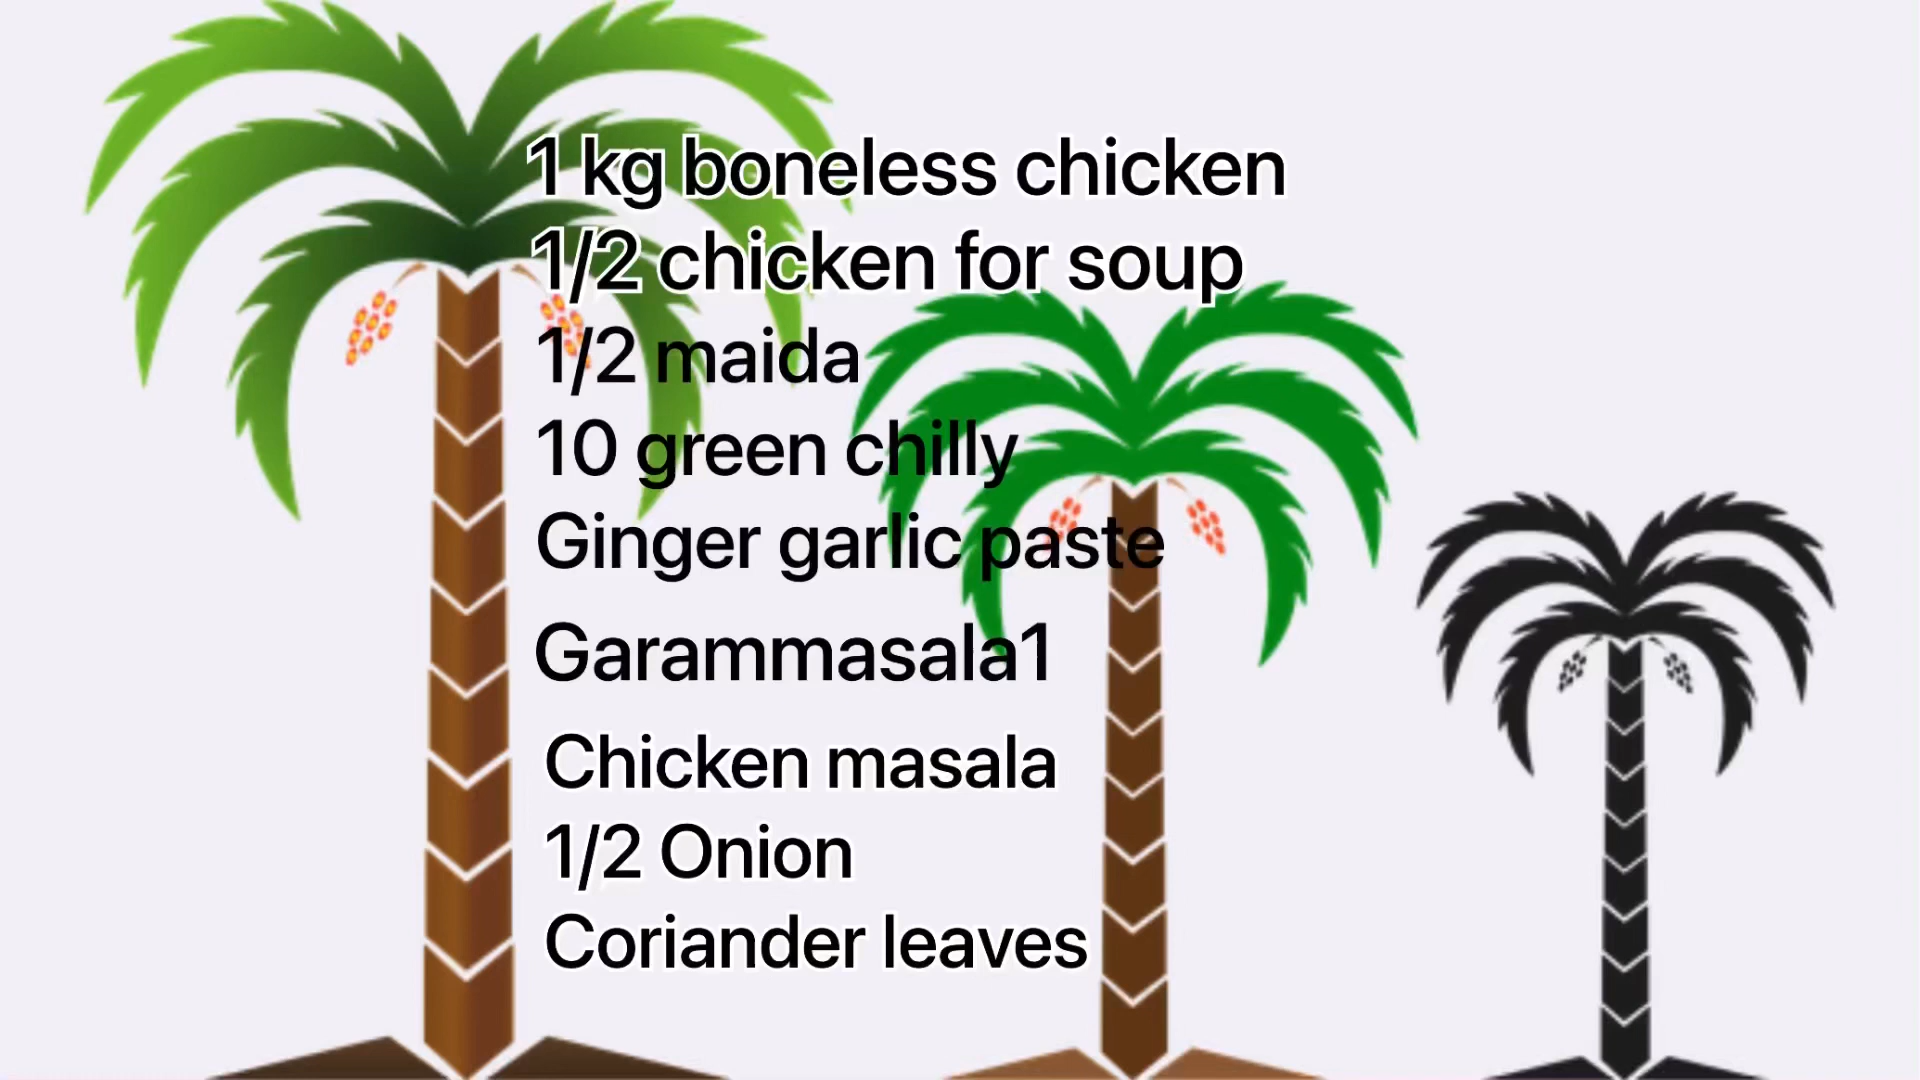 1 kg boneless chicken
1/2 chicken for soup
1/2 maida
10 green chilly
Ginger garlic paste
Garammasala1
Chicken masala
1/2 Onion
Coriander leaves